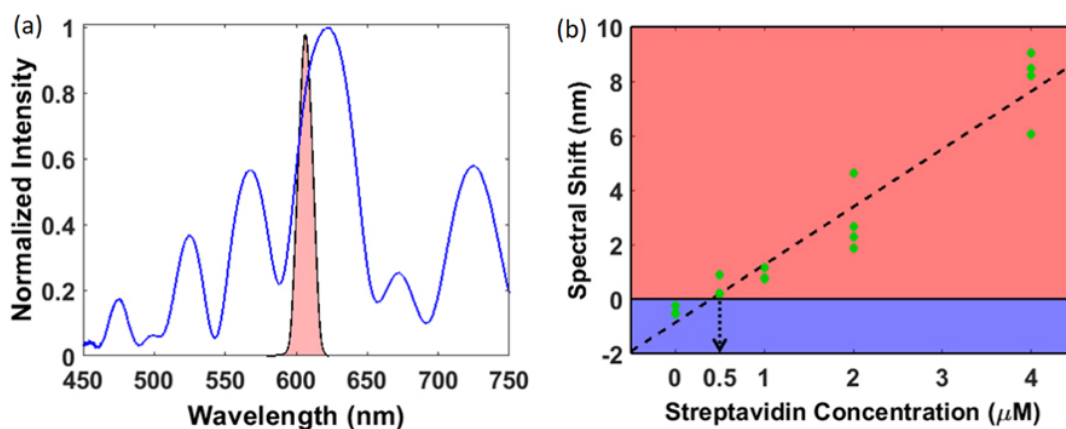 (a)
Normalized Intensity
1
0.8
0.6
0.4
0.2
0
450 500 550 600 650 700 750
Wavelength (nm)
(b)
Spectral Shift (nm)
10
8
6
4
2
0
-2
0 0.5 1 2 3 4
Streptavidin Concentration (μM)